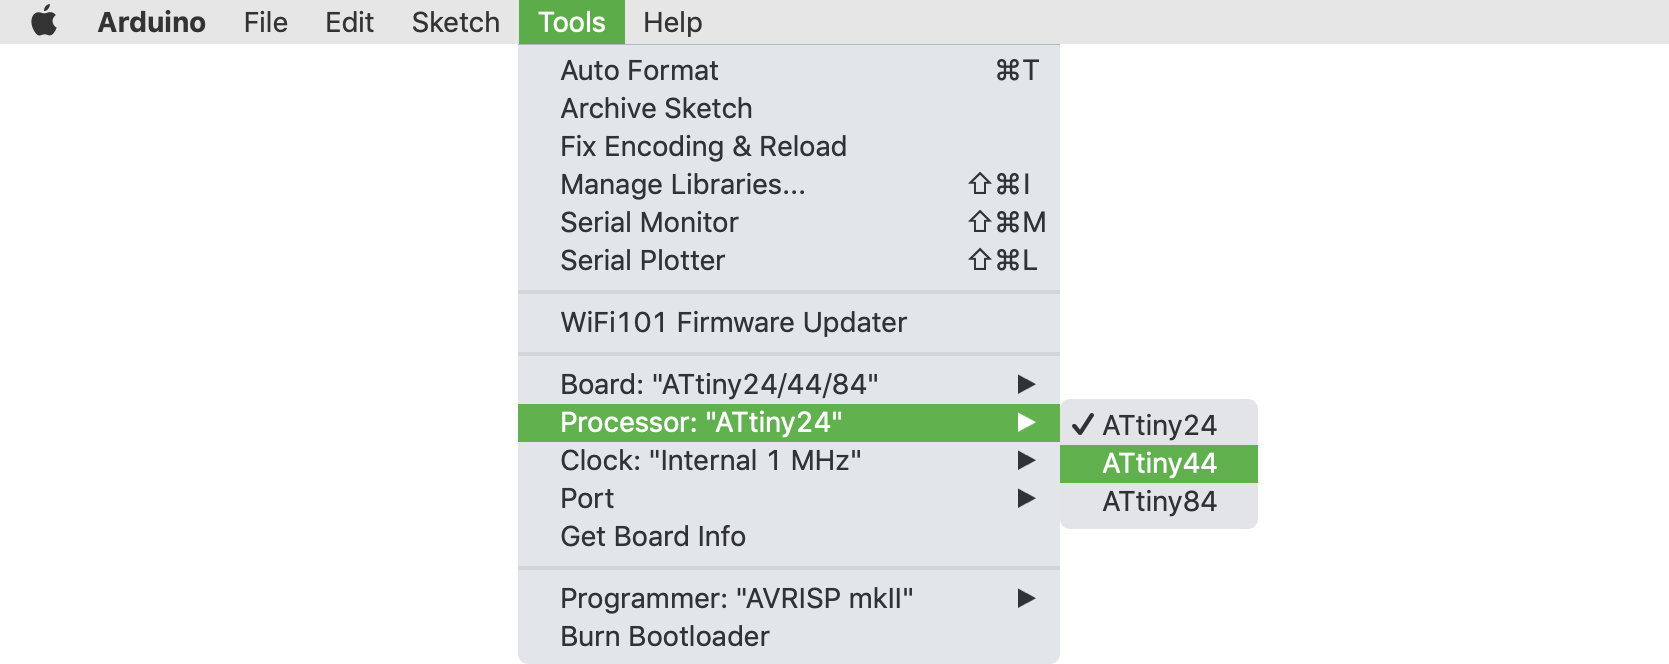 Arduino File Edit Sketch Tools Help
Auto Format ⌘T
Archive Sketch
Fix Encoding & Reload
Manage Libraries... ⇧⌘I
Serial Monitor ⇧⌘M
Serial Plotter ⇧⌘L
WiFi101 Firmware Updater
Board: "ATtiny24/44/84"
Processor: "ATtiny24"
✓ ATtiny24
ATtiny44
ATtiny84
Clock: "Internal 1 MHz"
Port
Get Board Info
Programmer: "AVRISP mkII"
Burn Bootloader